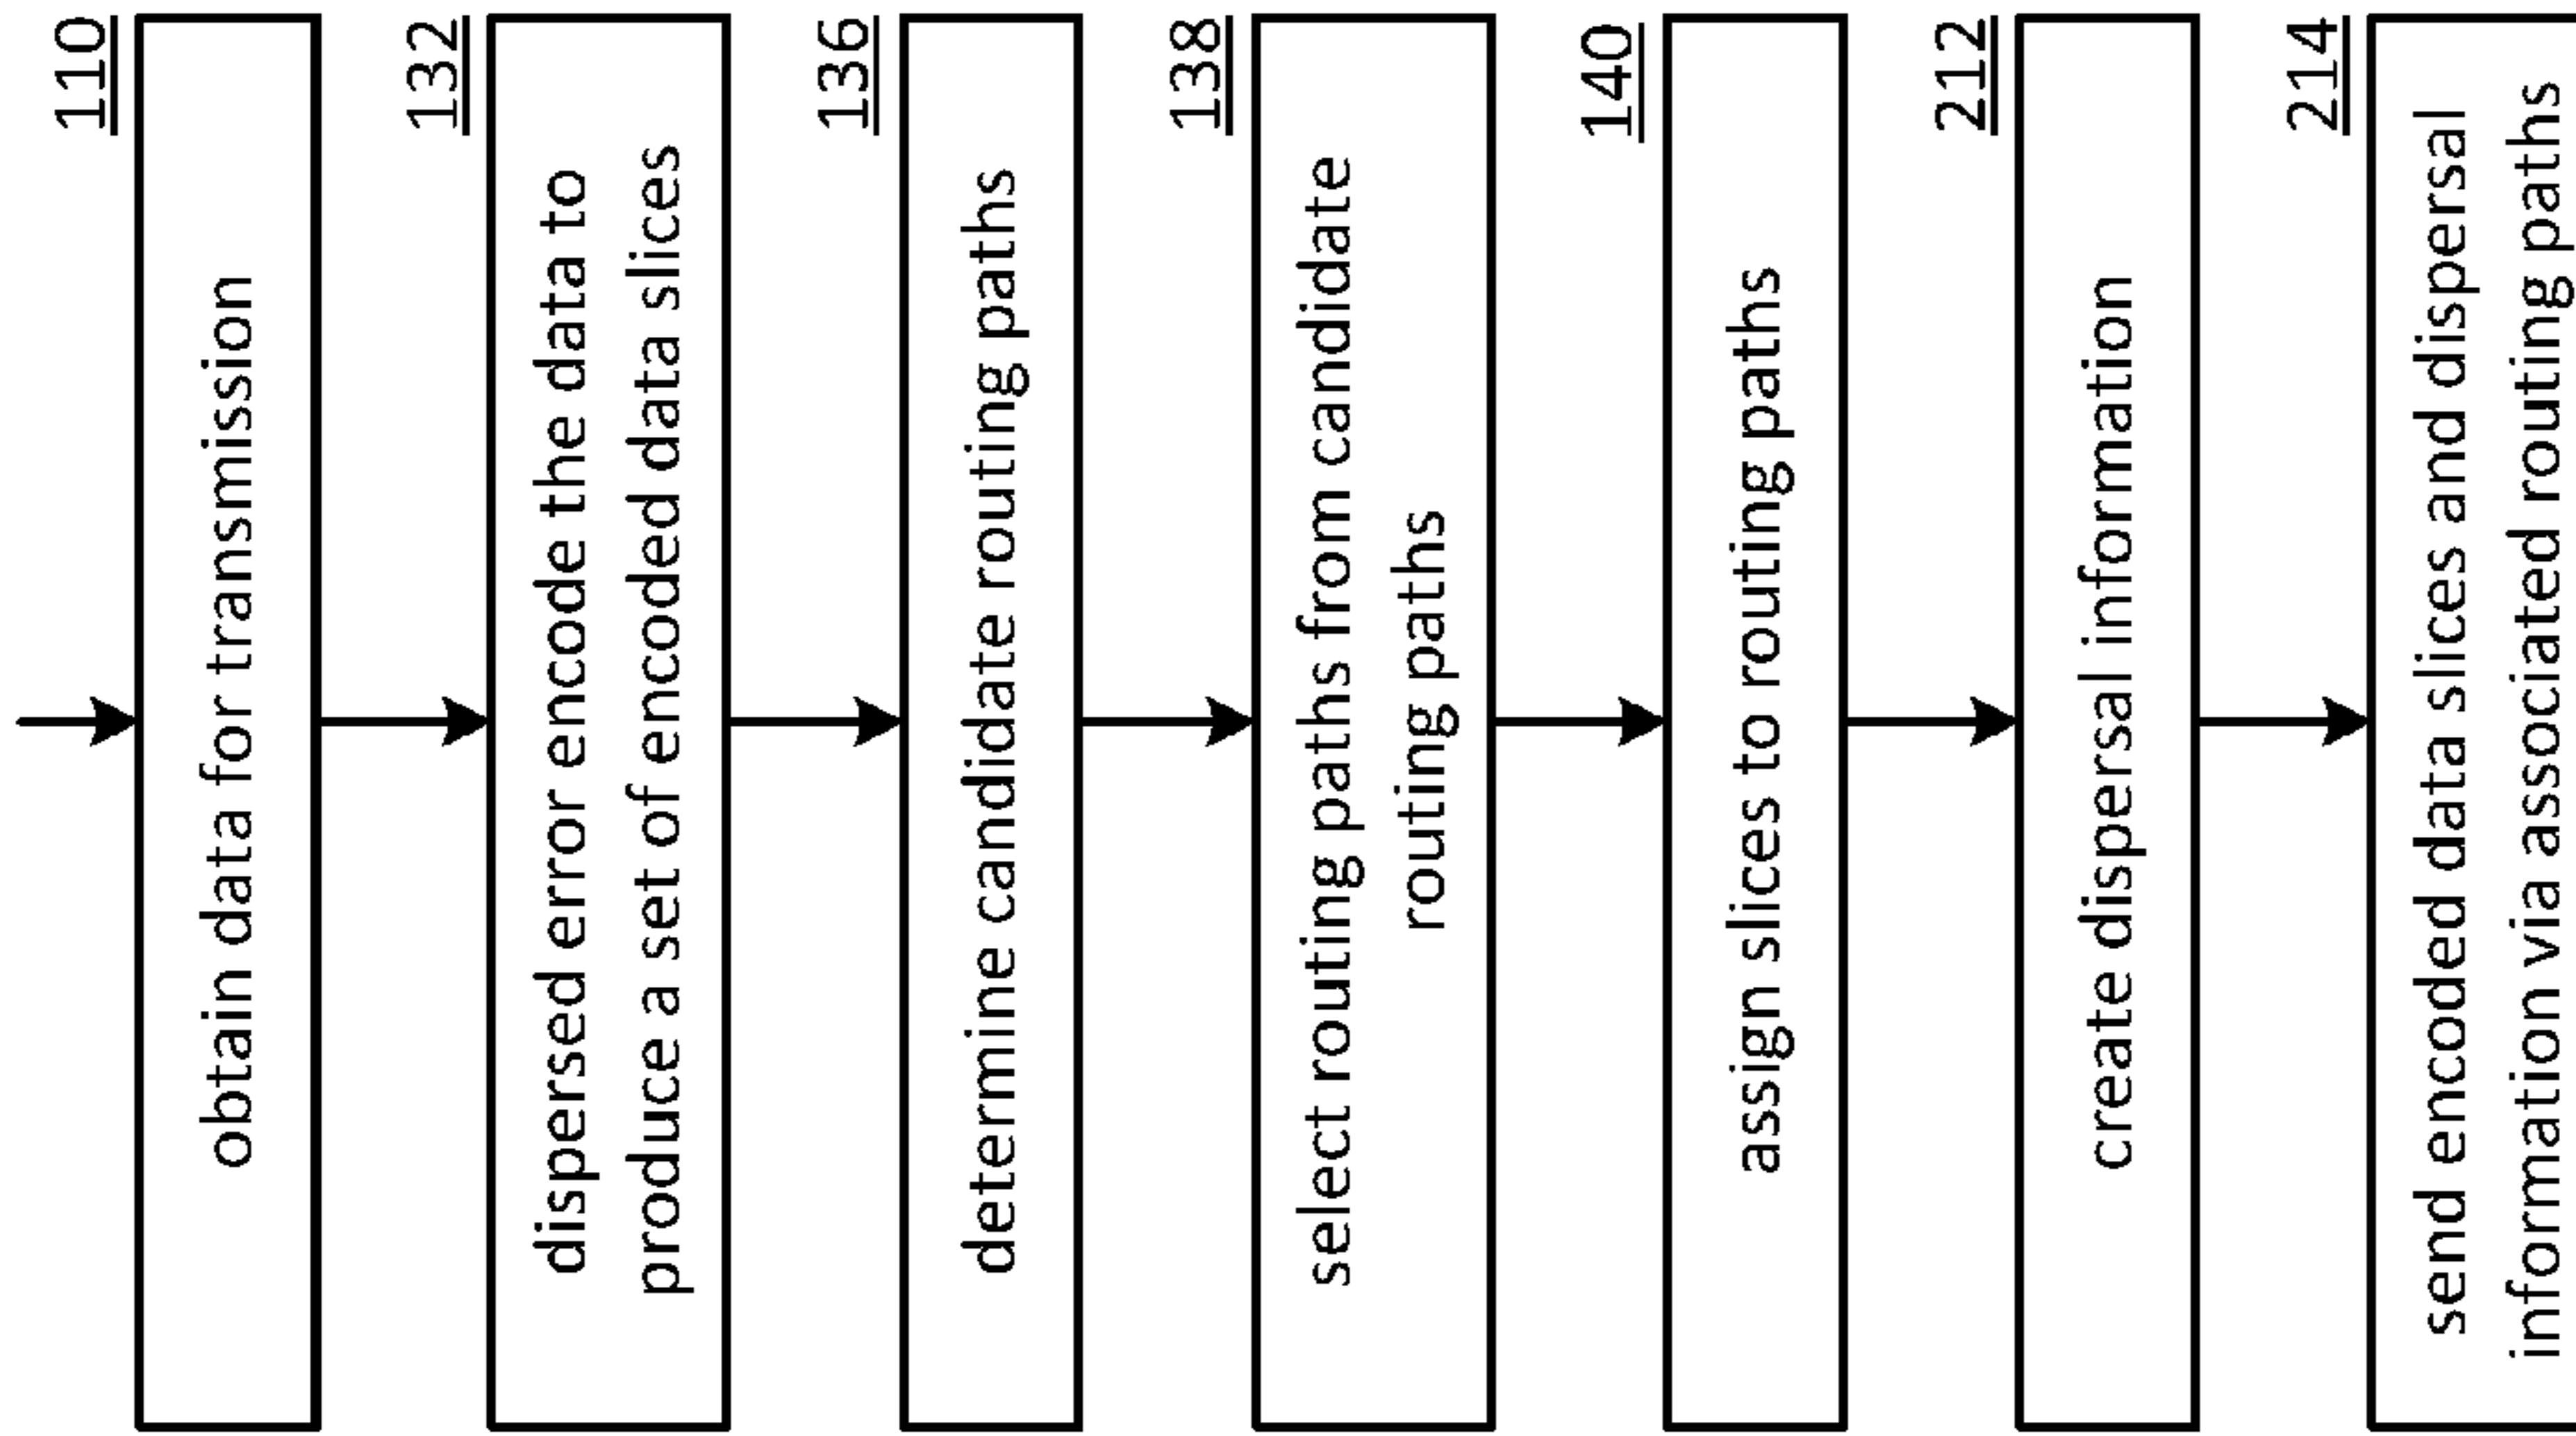 110
obtain data for transmission
132
dispersed error encode the data to
produce a set of encoded data slices
136
determine candidate routing paths
138
select routing paths from candidate
routing paths
140
assign slices to routing paths
212
create dispersal information
214
send encoded data slices and dispersal
information via associated routing paths